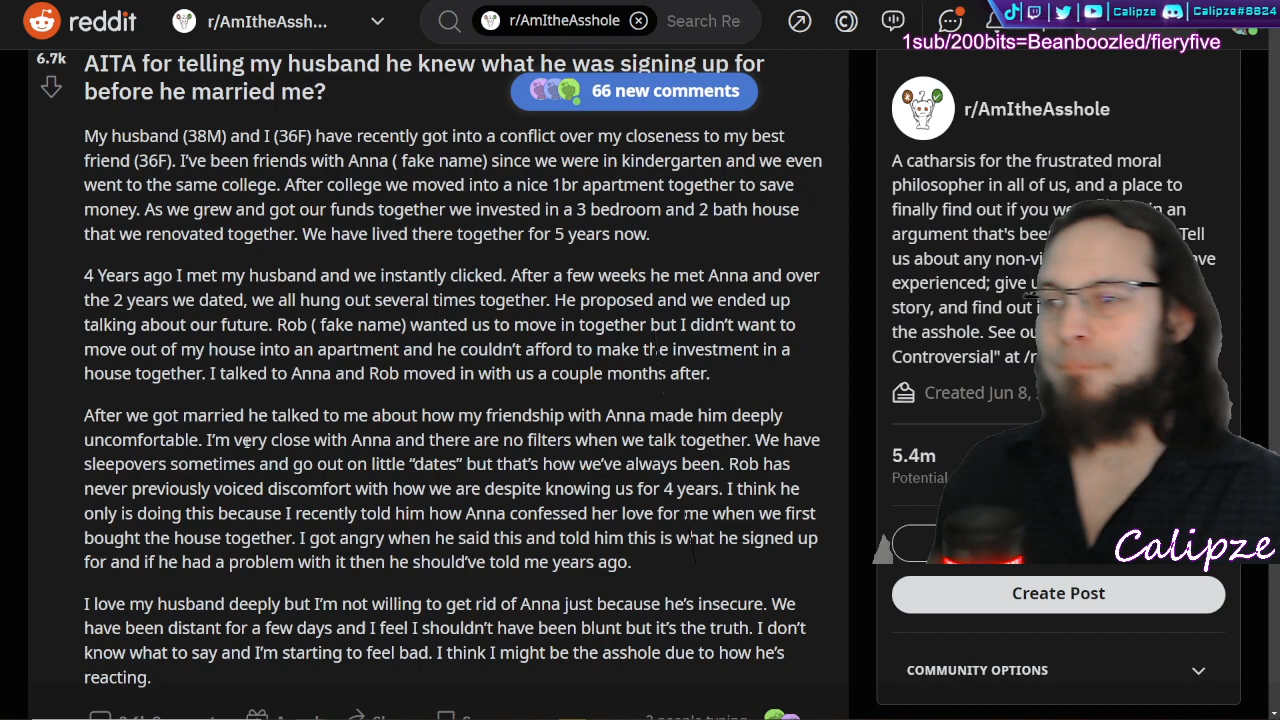 reddit
r/AmItheAssh...
r/AmItheAsshole
Search Re
Calipze
Calipze#8824
1sub/200bits=Beanboozled/fieryfive
6.7k
AITA for telling my husband he knew what he was signing up for
before he married me?
66 new comments
My husband (38M) and I (36F) have recently got into a conflict over my closeness to my best
friend (36F). I've been friends with Anna ( fake name) since we were in kindergarten and we even
went to the same college. After college we moved into a nice 1br apartment together to save
money. As we grew and got our funds together we invested in a 3 bedroom and 2 bath house
that we renovated together. We have lived there together for 5 years now.
4 Years ago I met my husband and we instantly clicked. After a few weeks he met Anna and over
the 2 years we dated, we all hung out several times together. He proposed and we ended up
talking about our future. Rob ( fake name) wanted us to move in together but I didn't want to
move out of my house into an apartment and he couldn't afford to make the investment in a
house together. I talked to Anna and Rob moved in with us a couple months after.
After we got married he talked to me about how my friendship with Anna made him deeply
uncomfortable. I'm very close with Anna and there are no filters when we talk together. We have
sleepovers sometimes and go out on little “dates” but that's how we've always been. Rob has
never previously voiced discomfort with how we are despite knowing us for 4 years. I think he
only is doing this because I recently told him how Anna confessed her love for me when we first
bought the house together. I got angry when he said this and told him this is what he signed up
for and if he had a problem with it then he should've told me years ago.
I love my husband deeply but I'm not willing to get rid of Anna just because he's insecure. We
have been distant for a few days and I feel I shouldn't have been blunt but it's the truth. I don't
know what to say and I'm starting to feel bad. I think I might be the asshole due to how he's
reacting.
r/AmItheAsshole
A catharsis for the frustrated moral
philosopher in all of us, and a place to
finally find out if you we in an
argument that's bee Tell
us about any non-vi ave
experienced; give
story, and find out
the asshole. See ou
Controversial" at /r
Created Jun 8,
5.4m
Potential
Calipze
Create Post
COMMUNITY OPTIONS